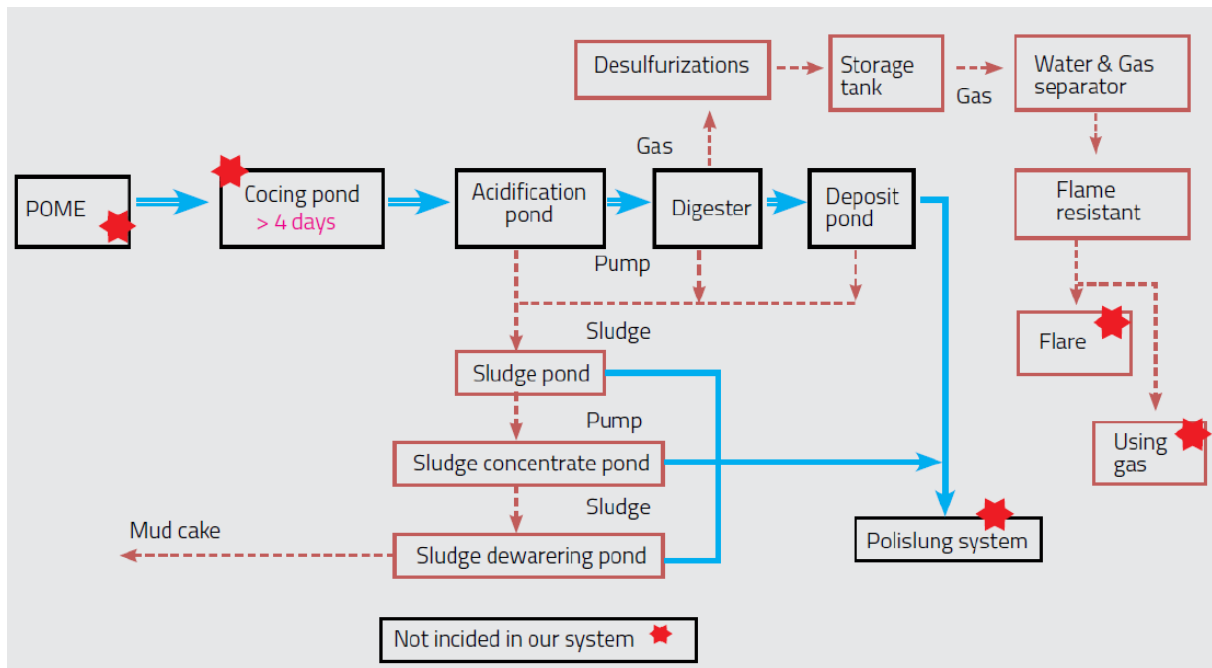 Desulfurizations
Storage
tank
Gas
Water & Gas
separator
Gas
POME
Cocing pond
> 4 days
Acidification
pond
Digester
Deposit
pond
Flame
resistant
Pump
Sludge
Flare
Sludge pond
Pump
Using
gas
Sludge concentrate pond
Sludge
Mud cake
Sludge dewarering pond
Polislung system
Not incided in our system